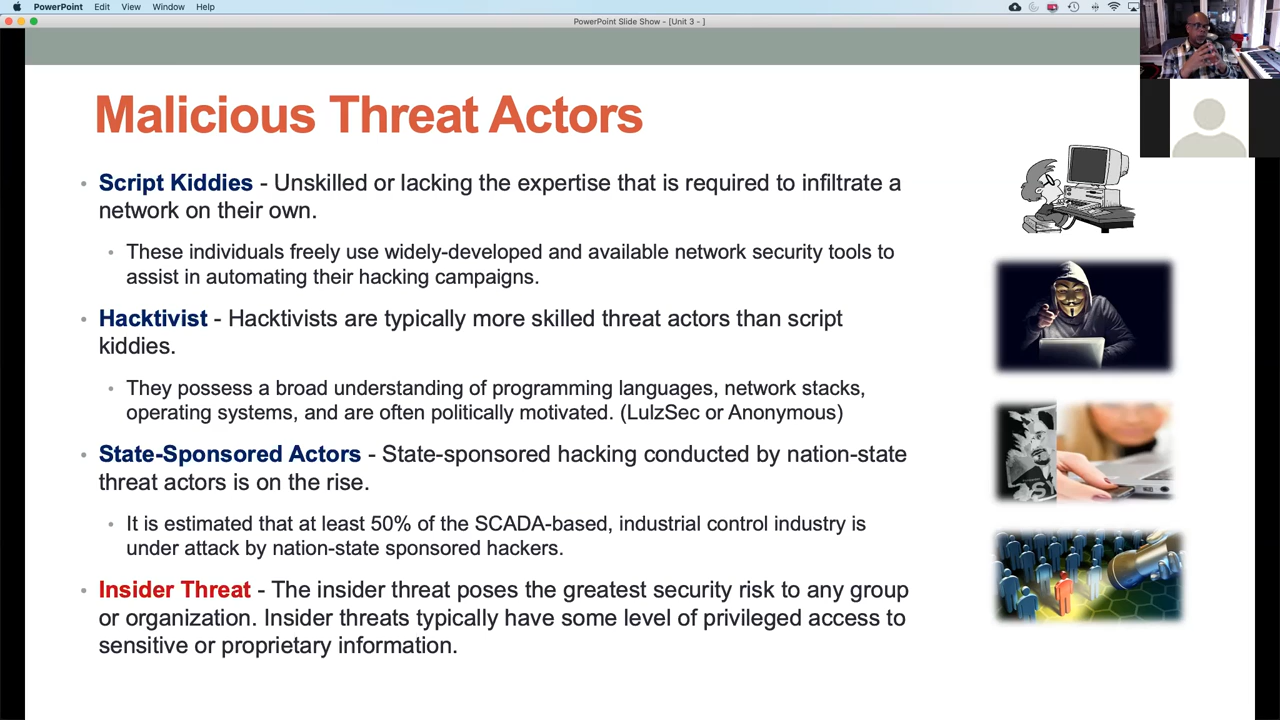 PowerPoint Edit View Window Help
PowerPoint Slide Show - [Unit 3 - ]
Malicious Threat Actors
• Script Kiddies - Unskilled or lacking the expertise that is required to infiltrate a
network on their own.
• These individuals freely use widely-developed and available network security tools to
assist in automating their hacking campaigns.
• Hacktivist - Hacktivists are typically more skilled threat actors than script
kiddies.
• They possess a broad understanding of programming languages, network stacks,
operating systems, and are often politically motivated. (LulzSec or Anonymous)
• State-Sponsored Actors - State-sponsored hacking conducted by nation-state
threat actors is on the rise.
• It is estimated that at least 50% of the SCADA-based, industrial control industry is
under attack by nation-state sponsored hackers.
• Insider Threat - The insider threat poses the greatest security risk to any group
or organization. Insider threats typically have some level of privileged access to
sensitive or proprietary information.